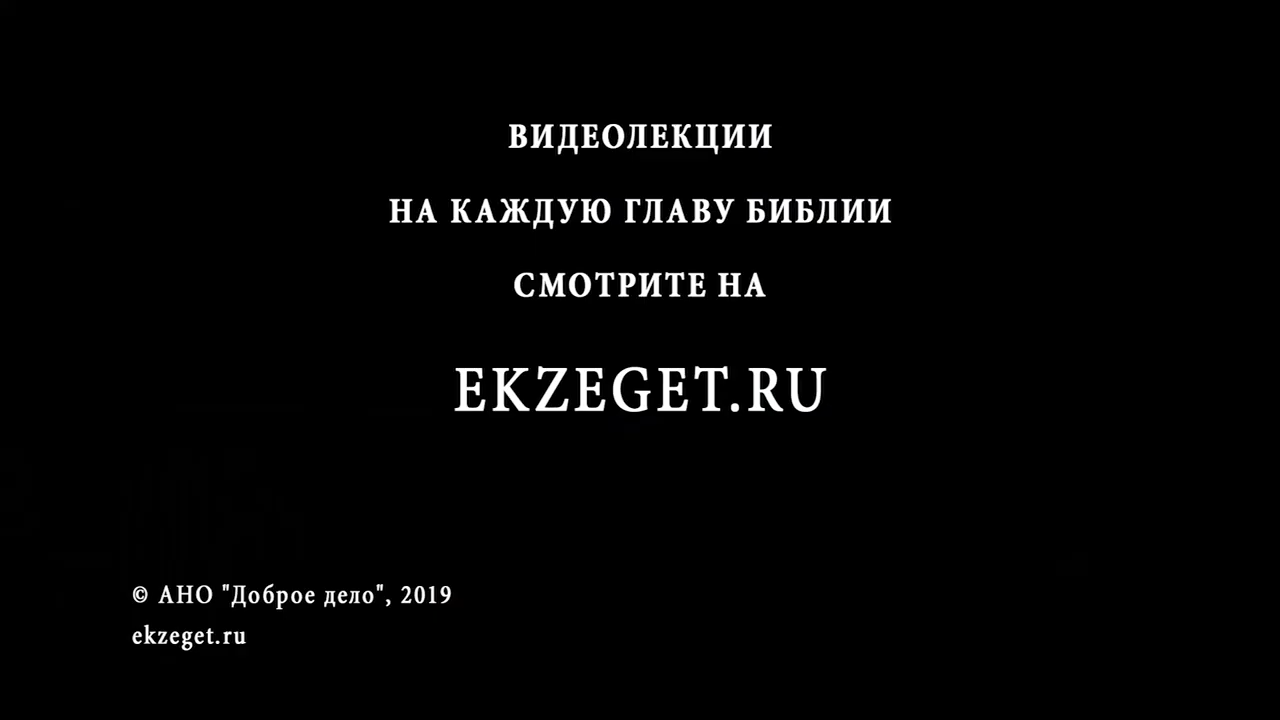 ВИДЕОЛЕКЦИИ
НА КАЖДУЮ ГЛАВУ БИБЛИИ
СМОТРИТЕ НА
EKZEGET.RU
© АНО "Доброе дело", 2019
ekzeget.ru